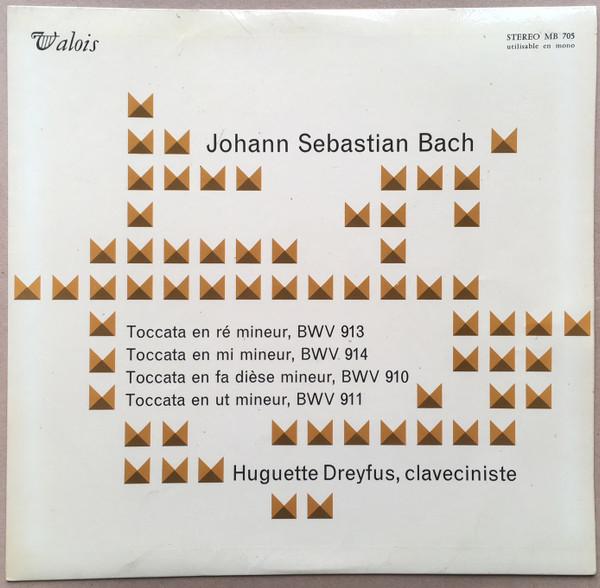 Valois
STEREO MB 705
utilisable en mono
Johann Sebastian Bach
Toccata en ré mineur, BWV 913
Toccata en mi mineur, BWV 914
Toccata en fa dièse mineur, BWV 910
Toccata en ut mineur, BWV 911
Huguette Dreyfus, claveciniste